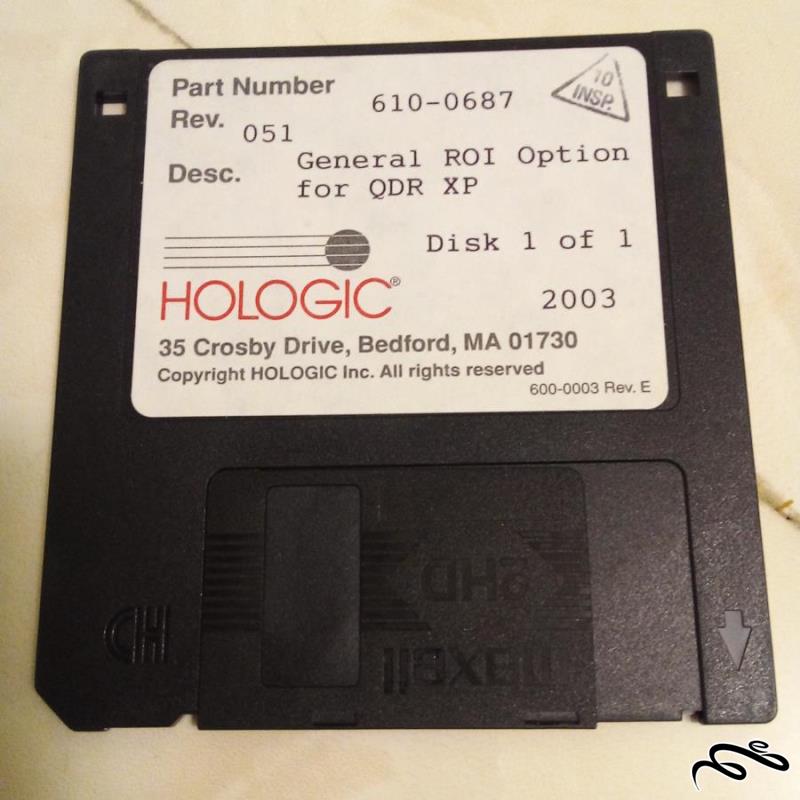 Part Number 610-0687
10
INSP.
Rev. 051
Desc. General ROI Option
for QDR XP
Disk 1 of 1
HOLOGIC®
2003
35 Crosby Drive, Bedford, MA 01730
Copyright HOLOGIC Inc. All rights reserved
600-0003 Rev. E
HD
2HD
maxell